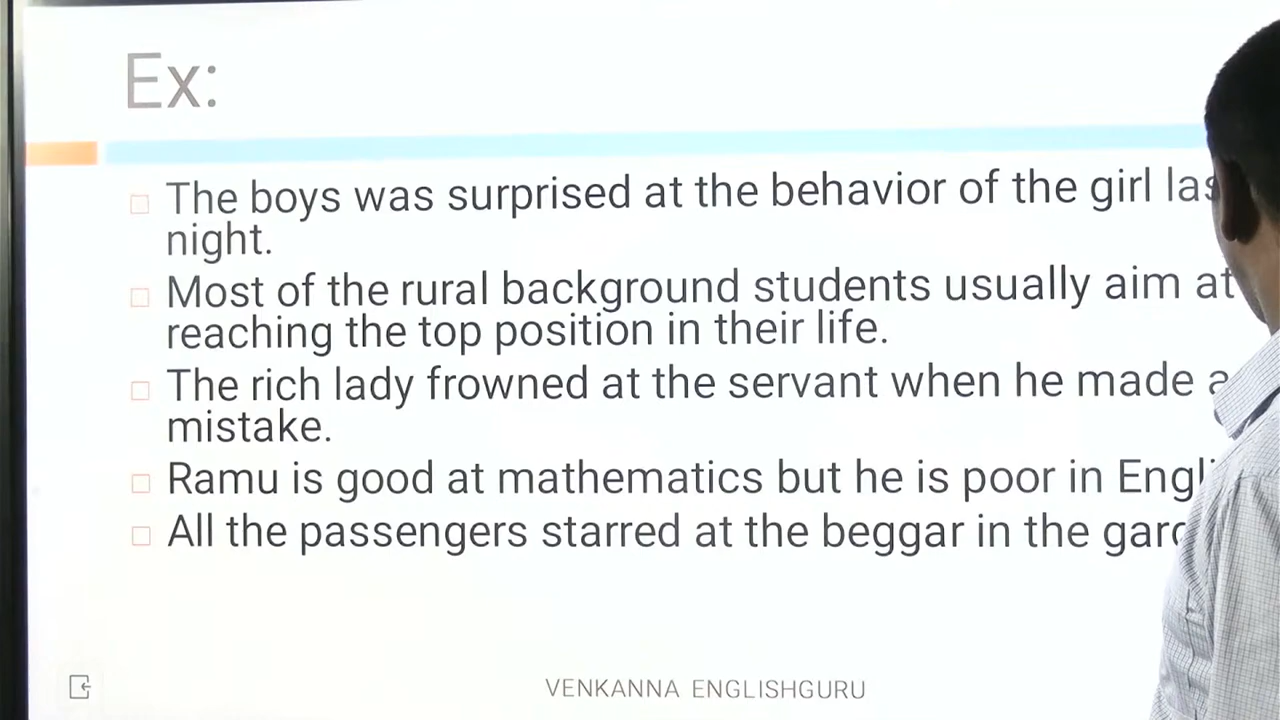 Ex:
The boys was surprised at the behavior of the girl
night.
Most of the rural background students usually aim at
reaching the top position in their life.
The rich lady frowned at the servant when he made a
mistake.
Ramu is good at mathematics but he is poor in
All the passengers starred at the beggar in the
VENKANNA ENGLISHGURU